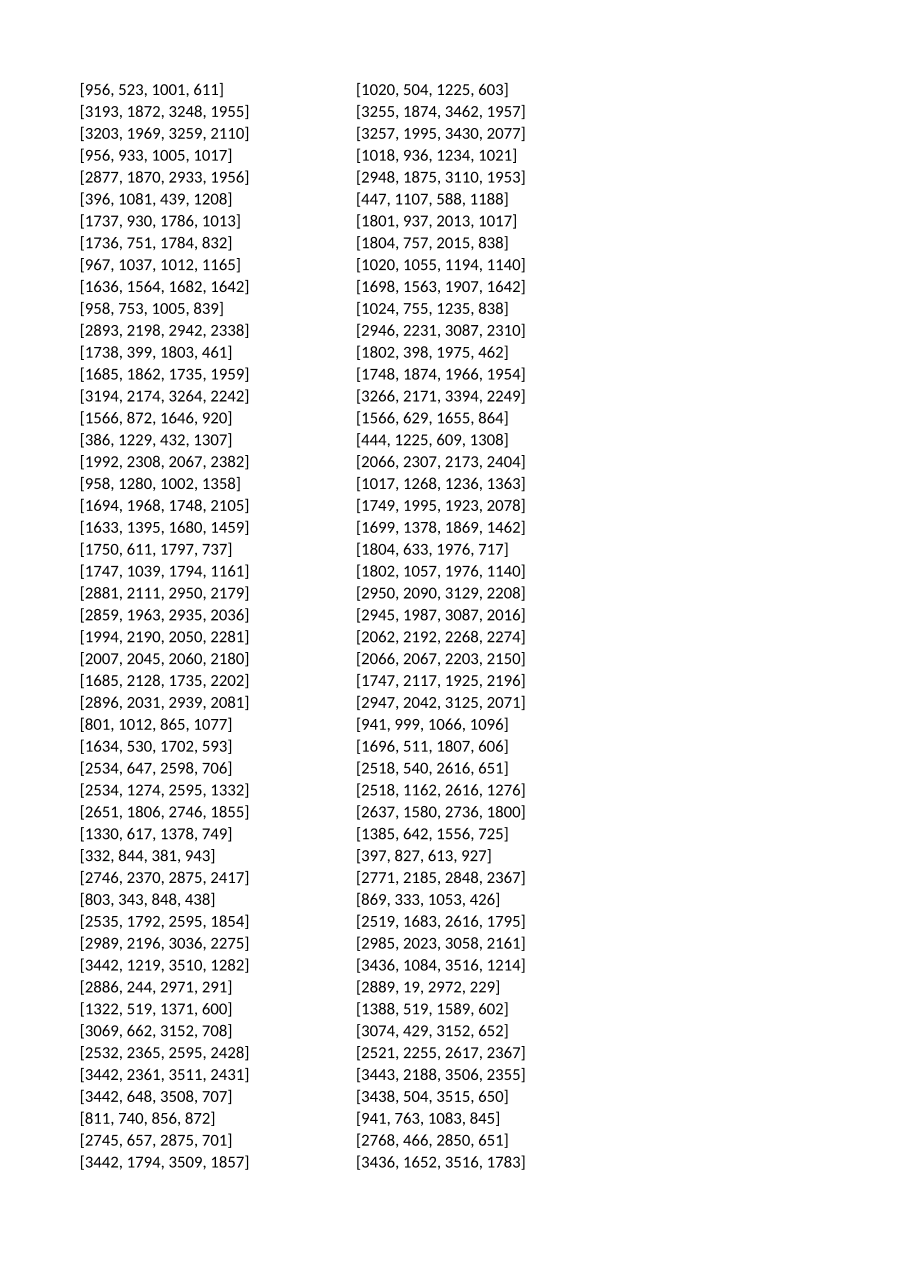 [956, 523, 1001, 611] [1020, 504, 1225, 603]
[3193, 1872, 3248, 1955] [3255, 1874, 3462, 1957]
[3203, 1969, 3259, 2110] [3257, 1995, 3430, 2077]
[956, 933, 1005, 1017] [1018, 936, 1234, 1021]
[2877, 1870, 2933, 1956] [2948, 1875, 3110, 1953]
[396, 1081, 439, 1208] [447, 1107, 588, 1188]
[1737, 930, 1786, 1013] [1801, 937, 2013, 1017]
[1736, 751, 1784, 832] [1804, 757, 2015, 838]
[967, 1037, 1012, 1165] [1020, 1055, 1194, 1140]
[1636, 1564, 1682, 1642] [1698, 1563, 1907, 1642]
[958, 753, 1005, 839] [1024, 755, 1235, 838]
[2893, 2198, 2942, 2338] [2946, 2231, 3087, 2310]
[1738, 399, 1803, 461] [1802, 398, 1975, 462]
[1685, 1862, 1735, 1959] [1748, 1874, 1966, 1954]
[3194, 2174, 3264, 2242] [3266, 2171, 3394, 2249]
[1566, 872, 1646, 920] [1566, 629, 1655, 864]
[386, 1229, 432, 1307] [444, 1225, 609, 1308]
[1992, 2308, 2067, 2382] [2066, 2307, 2173, 2404]
[958, 1280, 1002, 1358] [1017, 1268, 1236, 1363]
[1694, 1968, 1748, 2105] [1749, 1995, 1923, 2078]
[1633, 1395, 1680, 1459] [1699, 1378, 1869, 1462]
[1750, 611, 1797, 737] [1804, 633, 1976, 717]
[1747, 1039, 1794, 1161] [1802, 1057, 1976, 1140]
[2881, 2111, 2950, 2179] [2950, 2090, 3129, 2208]
[2859, 1963, 2935, 2036] [2945, 1987, 3087, 2016]
[1994, 2190, 2050, 2281] [2062, 2192, 2268, 2274]
[2007, 2045, 2060, 2180] [2066, 2067, 2203, 2150]
[1685, 2128, 1735, 2202] [1747, 2117, 1925, 2196]
[2896, 2031, 2939, 2081] [2947, 2042, 3125, 2071]
[801, 1012, 865, 1077] [941, 999, 1066, 1096]
[1634, 530, 1702, 593] [1696, 511, 1807, 606]
[2534, 647, 2598, 706] [2518, 540, 2616, 651]
[2534, 1274, 2595, 1332] [2518, 1162, 2616, 1276]
[2651, 1806, 2746, 1855] [2637, 1580, 2736, 1800]
[1330, 617, 1378, 749] [1385, 642, 1556, 725]
[332, 844, 381, 943] [397, 827, 613, 927]
[2746, 2370, 2875, 2417] [2771, 2185, 2848, 2367]
[803, 343, 848, 438] [869, 333, 1053, 426]
[2535, 1792, 2595, 1854] [2519, 1683, 2616, 1795]
[2989, 2196, 3036, 2275] [2985, 2023, 3058, 2161]
[3442, 1219, 3510, 1282] [3436, 1084, 3516, 1214]
[2886, 244, 2971, 291] [2889, 19, 2972, 229]
[1322, 519, 1371, 600] [1388, 519, 1589, 602]
[3069, 662, 3152, 708] [3074, 429, 3152, 652]
[2532, 2365, 2595, 2428] [2521, 2255, 2617, 2367]
[3442, 2361, 3511, 2431] [3443, 2188, 3506, 2355]
[3442, 648, 3508, 707] [3438, 504, 3515, 650]
[811, 740, 856, 872] [941, 763, 1083, 845]
[2745, 657, 2875, 701] [2768, 466, 2850, 651]
[3442, 1794, 3509, 1857] [3436, 1652, 3516, 1783]